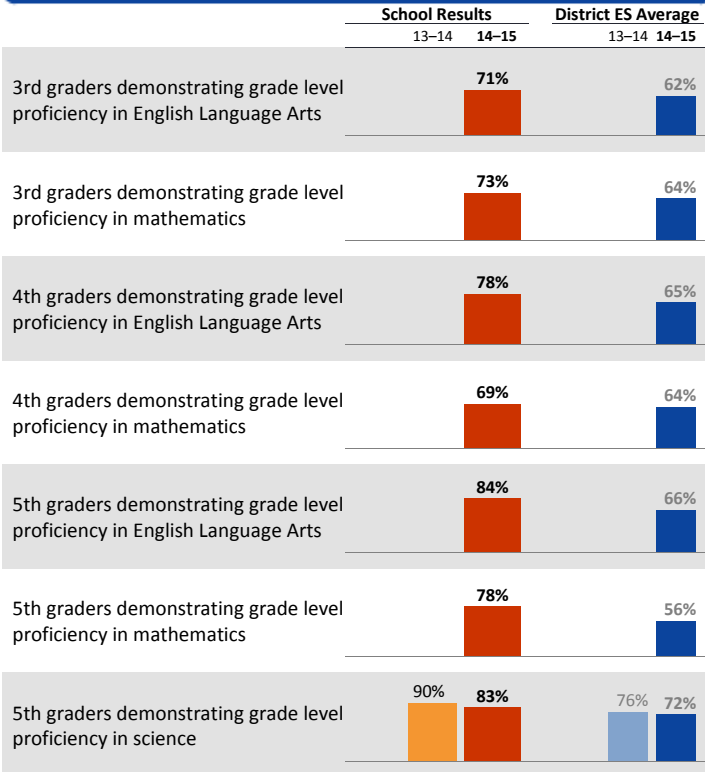 School Results District ES Average
13–14 14–15 13–14 14–15
71% 62%
3rd graders demonstrating grade level
proficiency in English Language Arts
73% 64%
3rd graders demonstrating grade level
proficiency in mathematics
78% 65%
4th graders demonstrating grade level
proficiency in English Language Arts
69% 64%
4th graders demonstrating grade level
proficiency in mathematics
84% 66%
5th graders demonstrating grade level
proficiency in English Language Arts
78% 56%
5th graders demonstrating grade level
proficiency in mathematics
90% 83% 76% 72%
5th graders demonstrating grade level
proficiency in science